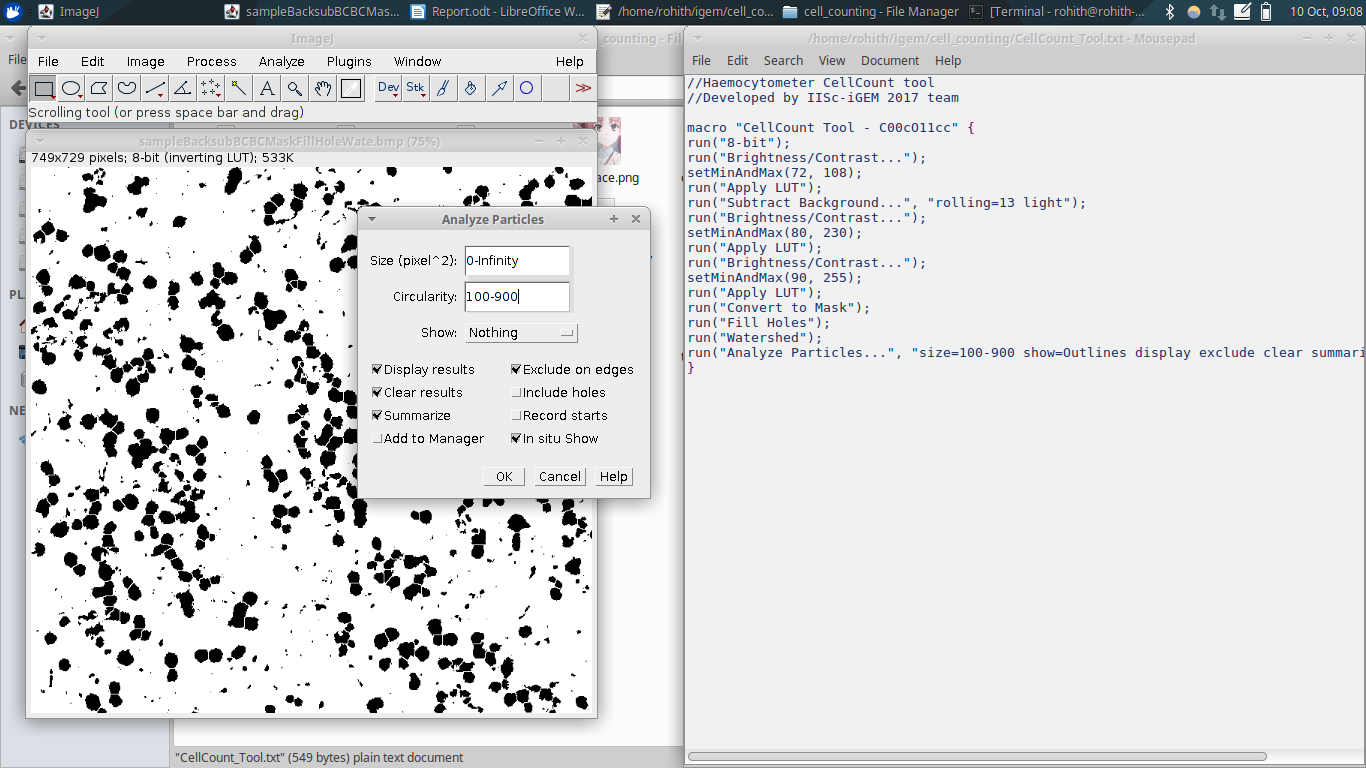 ImageJ
sampleBacksubBCBCMas...
Report.odt - LibreOffice W...
/home/rohith/igem/cell_co...
cell_counting - File Manager
[Terminal - rohith@rohith-...
10 Oct, 09:08
ImageJ
File Edit Image Process Analyze Plugins Window Help
Dev Stk >>
Scrolling tool (or press space bar and drag)
sampleBacksubBCBCMaskFillHoleWate.bmp (75%)
749x729 pixels; 8-bit (inverting LUT); 533K
Analyze Particles
Size (pixel^2): 0-Infinity
Circularity: 100-900
Show: Nothing
Display results Exclude on edges
Clear results Include holes
Summarize Record starts
Add to Manager In situ Show
OK Cancel Help
File
DEVICES
ace.png
"CellCount_Tool.txt" (549 bytes) plain text document
/home/rohith/igem/cell_counting/CellCount_Tool.txt - Mousepad
File Edit Search View Document Help
//Haemocytometer CellCount tool
//Developed by IISc-iGEM 2017 team
macro "CellCount Tool - C00cO11cc" {
run("8-bit");
run("Brightness/Contrast...");
setMinAndMax(72, 108);
run("Apply LUT");
run("Subtract Background...", "rolling=13 light");
run("Brightness/Contrast...");
setMinAndMax(80, 230);
run("Apply LUT");
run("Brightness/Contrast...");
setMinAndMax(90, 255);
run("Apply LUT");
run("Convert to Mask");
run("Fill Holes");
run("Watershed");
run("Analyze Particles...", "size=100-900 show=Outlines display exclude clear summari
}